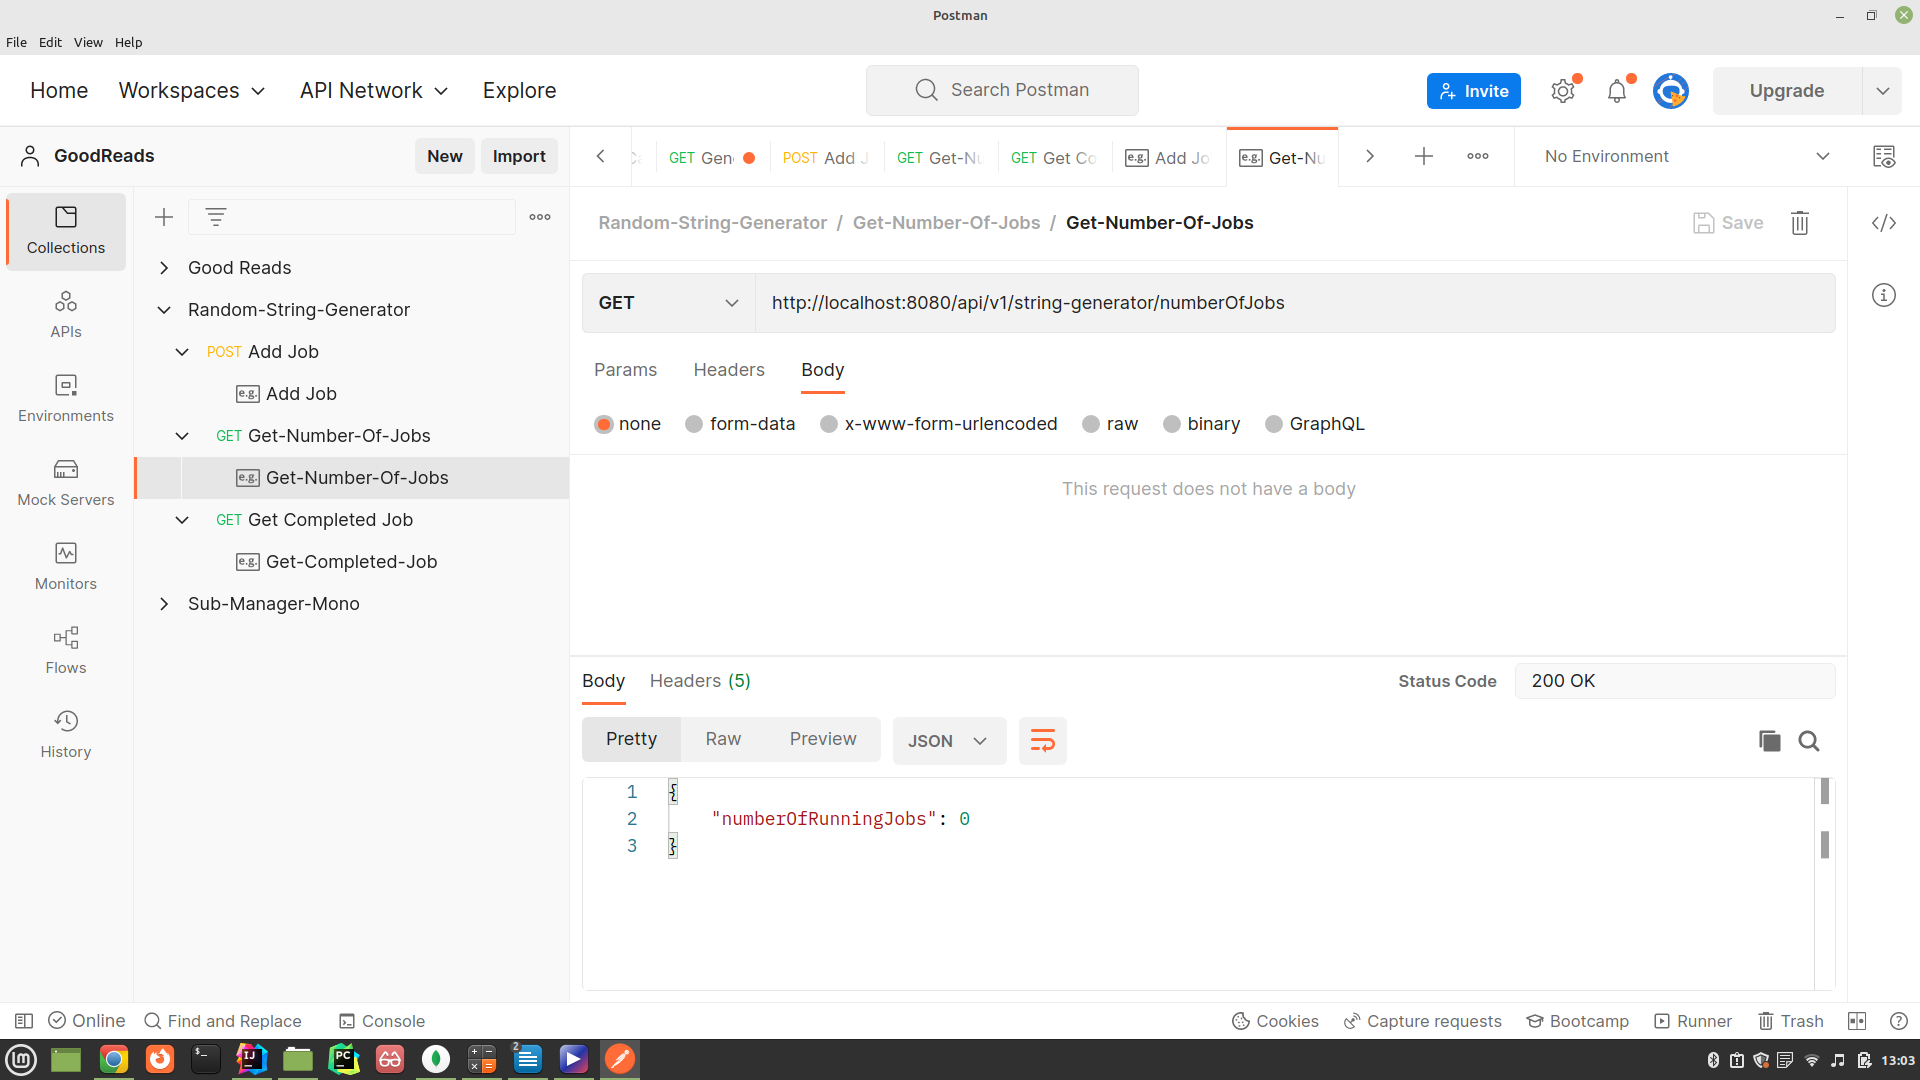 Postman
File Edit View Help
Home Workspaces API Network Explore
Search Postman
Invite
Upgrade
GoodReads
New Import
GET Gen
POST Add J
GET Get-Nu
GET Get Co
e.g. Add Jo
e.g. Get-Nu
No Environment
Collections
APIs
Environments
Mock Servers
Monitors
Flows
History
Good Reads
Random-String-Generator
POST Add Job
e.g. Add Job
GET Get-Number-Of-Jobs
e.g. Get-Number-Of-Jobs
GET Get Completed Job
e.g. Get-Completed-Job
Sub-Manager-Mono
Random-String-Generator / Get-Number-Of-Jobs / Get-Number-Of-Jobs
Save
GET http://localhost:8080/api/v1/string-generator/numberOfJobs
Params Headers Body
none form-data x-www-form-urlencoded raw binary GraphQL
This request does not have a body
Body Headers (5)
Status Code 200 OK
Pretty Raw Preview JSON
1 {
2 "numberOfRunningJobs": 0
3 }
Online Find and Replace Console
Cookies Capture requests Bootcamp Runner Trash
IJ
PC
2
13:03